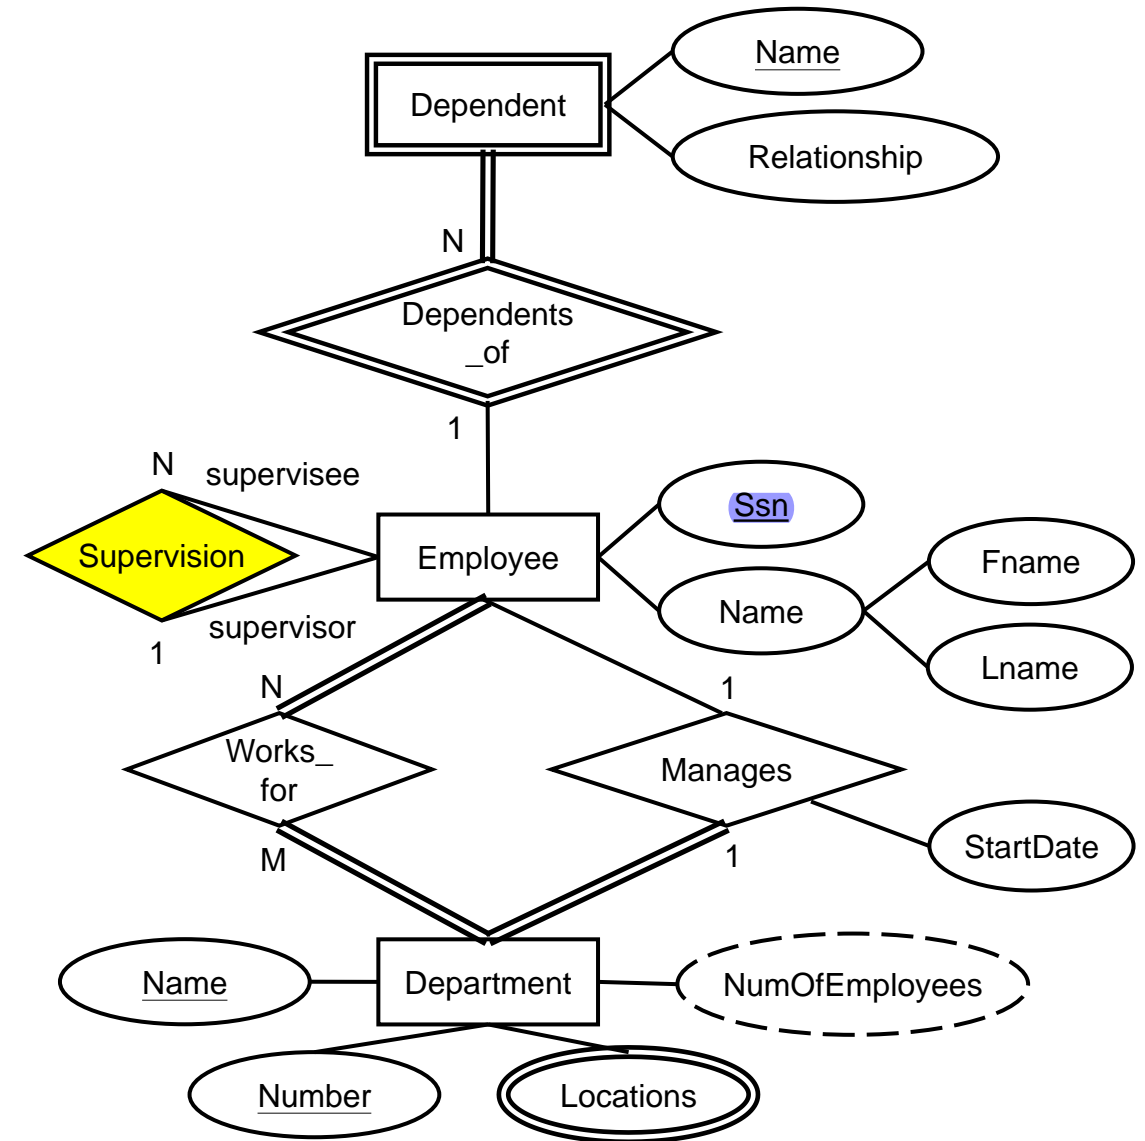 Name
Dependent
Relationship
N
Dependents
_of
1
N
supervisee
Ssn
Supervision
Employee
Fname
Name
supervisor
1
Lname
N
1
Works_
for
Manages
M
1
StartDate
Name
Department
NumOfEmployees
Number
Locations